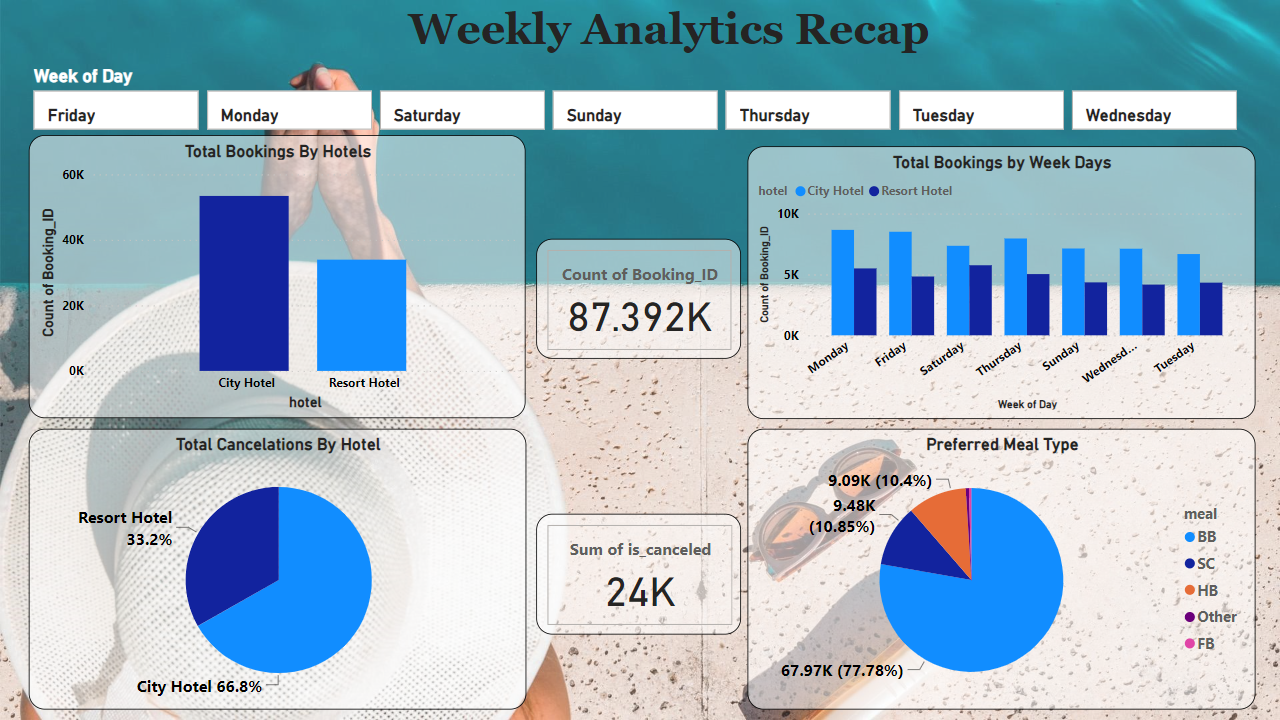 Weekly Analytics Recap
Week of Day
Friday
Monday
Saturday
Sunday
Thursday
Tuesday
Wednesday
Total Bookings By Hotels
60K
40K
20K
0K
Count of Booking_ID
City Hotel
Resort Hotel
hotel
Count of Booking_ID
87.392K
Total Bookings by Week Days
hotel City Hotel Resort Hotel
10K
5K
0K
Count of Booking_ID
Monday
Friday
Saturday
Thursday
Sunday
Wednesd...
Tuesday
Week of Day
Total Cancelations By Hotel
Resort Hotel
33.2%
City Hotel 66.8%
Sum of is_canceled
24K
Preferred Meal Type
9.09K (10.4%)
9.48K
(10.85%)
67.97K (77.78%)
meal
BB
SC
HB
Other
FB